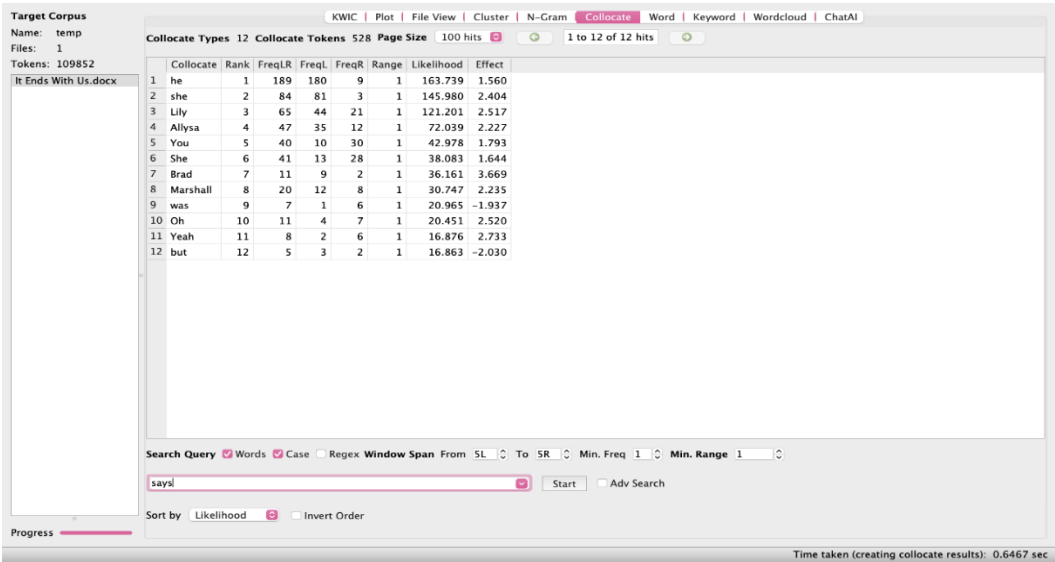 Target Corpus
Name: temp
Files: 1
Tokens: 109852
It Ends With Us.docx
Progress
KWIC Plot File View Cluster N-Gram Collocate Word Keyword Wordcloud ChatAI
Collocate Types 12 Collocate Tokens 528 Page Size 100 hits 1 to 12 of 12 hits
Collocate Rank FreqLR FreqL FreqR Range Likelihood Effect
1 he 1 189 180 9 1 163.739 1.560
2 she 2 84 81 3 1 145.980 2.404
3 Lily 3 65 44 21 1 121.201 2.517
4 Allysa 4 47 35 12 1 72.039 2.227
5 You 5 40 10 30 1 42.978 1.793
6 She 6 41 13 28 1 38.083 1.644
7 Brad 7 11 9 2 1 36.161 3.669
8 Marshall 8 20 12 8 1 30.747 2.235
9 was 9 7 1 6 1 20.965 −1.937
10 Oh 10 11 4 7 1 20.451 2.520
11 Yeah 11 8 2 6 1 16.876 2.733
12 but 12 5 3 2 1 16.863 −2.030
Search Query Words Case Regex Window Span From 5L To 5R Min. Freq 1 Min. Range 1
says Start Adv Search
Sort by Likelihood Invert Order
Time taken (creating collocate results): 0.6467 sec